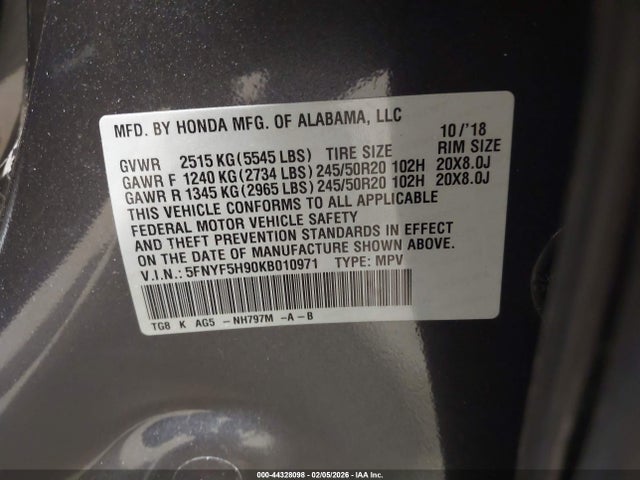 MFD. BY HONDA MFG. OF ALABAMA, LLC 10/'18
GVWR 2515 KG(5545 LBS) TIRE SIZE RIM SIZE
GAWR F 1240 KG(2734 LBS)245/50R20 102H 20X8.0J
GAWR R 1345 KG(2965 LBS)245/50R20 102H 20X8.0J
THIS VEHICLE CONFORMS TO ALL APPLICABLE
FEDERAL MOTOR VEHICLE SAFETY
AND THEFT PREVENTION STANDARDS IN EFFECT
ON THE DATE OF MANUFACTURE SHOWN ABOVE.
V.I.N.: 5FNYF5H90KB010971 TYPE: MPV
TG8 K AG5 -NH797M -A-B
000-44328098 - 02/05/2026 - IAA Inc.